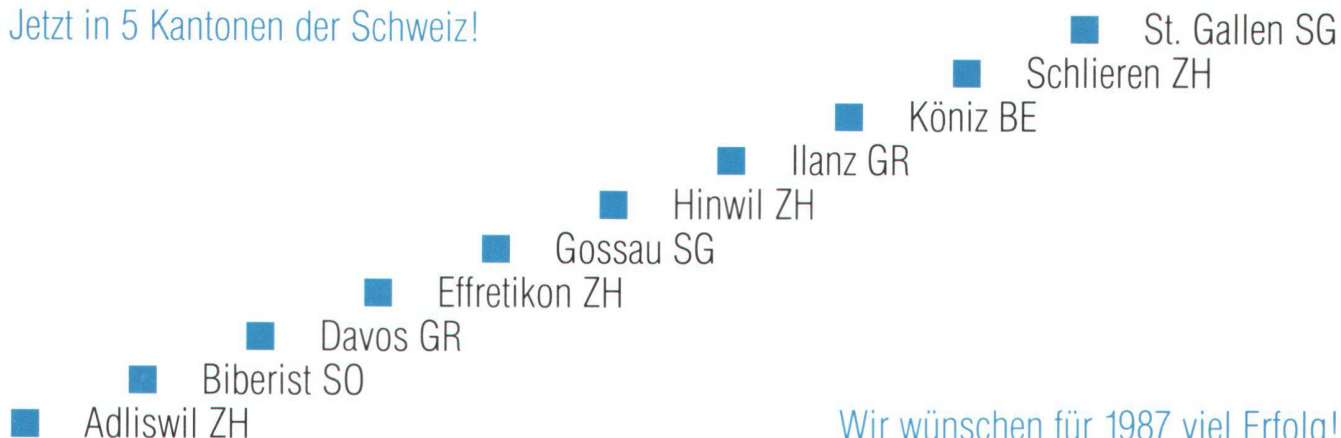 Jetzt in 5 Kantonen der Schweiz!
St. Gallen SG
Schlieren ZH
Köniz BE
Ilanz GR
Hinwil ZH
Gossau SG
Effretikon ZH
Davos GR
Biberist SO
Adliswil ZH
Wir wünschen für 1987 viel Erfolg!